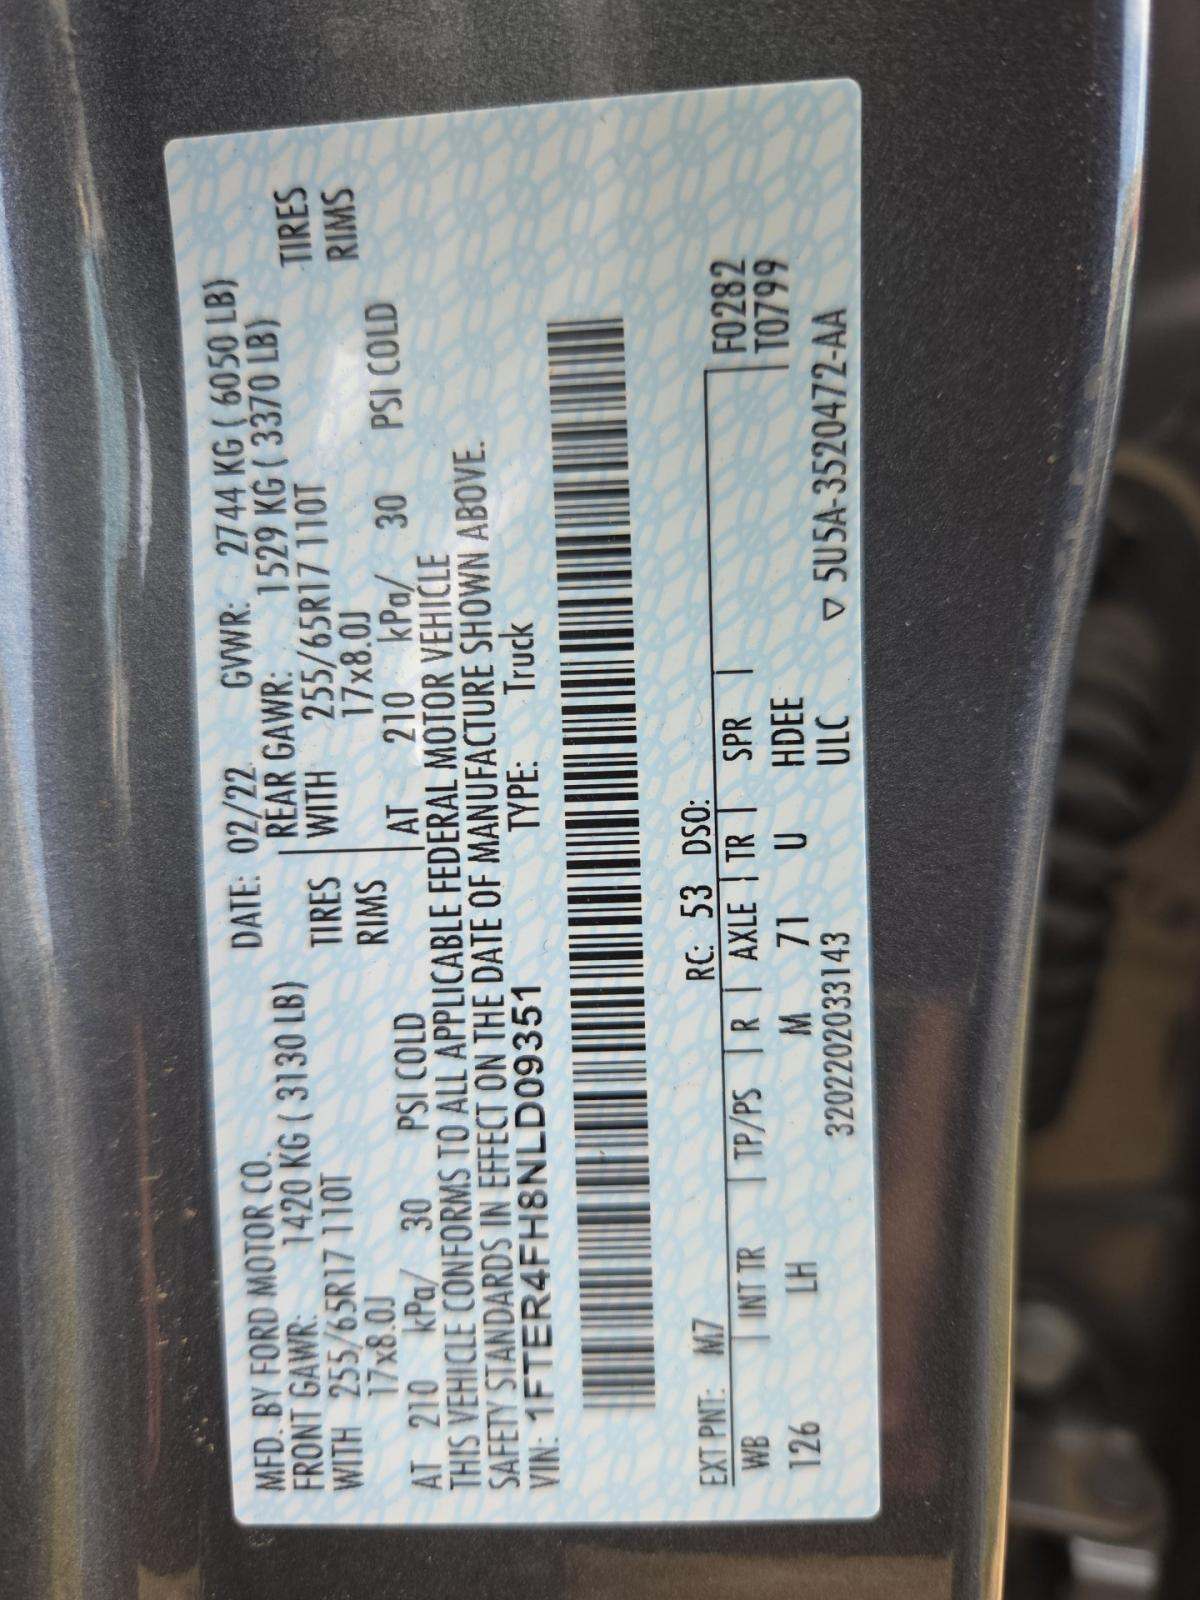 MFD. BY FORD MOTOR CO. DATE: 02/22 GVWR: 2744 KG ( 6050 LB)
FRONT GAWR: 1420 KG ( 3130 LB) REAR GAWR: 1529 KG ( 3370 LB)
WITH 255/65R17 110T TIRES WITH 255/65R17 110T TIRES
17x8.0J RIMS 17x8.0J RIMS
AT 210 kPa/ 30 PSI COLD AT 210 kPa/ 30 PSI COLD
THIS VEHICLE CONFORMS TO ALL APPLICABLE FEDERAL MOTOR VEHICLE
SAFETY STANDARDS IN EFFECT ON THE DATE OF MANUFACTURE SHOWN ABOVE.
VIN: 1FTER4FH8NLD09351 TYPE: Truck
EXT PNT: M7 RC: 53 DSO: F0282
WB INT TR TP/PS R AXLE TR SPR T0799
126 LH M 71 U HDEE
3202202033143 ULC ▽ 5U5A-3520472-AA